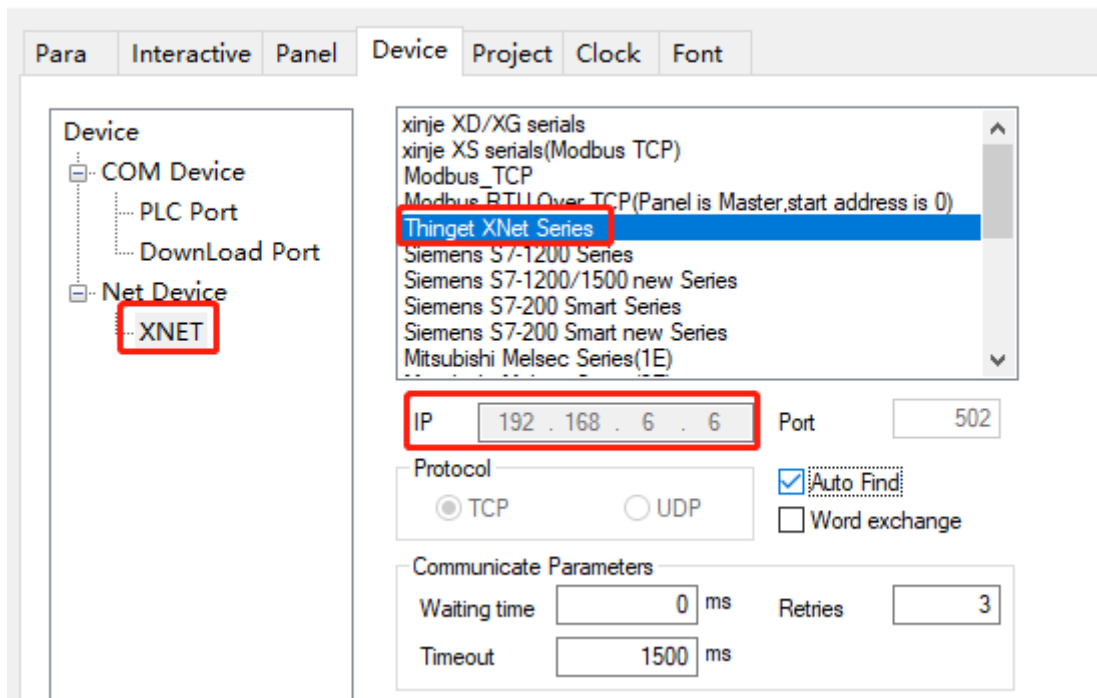 Para Interactive Panel Device Project Clock Font
Device
COM Device
PLC Port
DownLoad Port
Net Device
XNET
xinje XD/XG serials
xinje XS serials(Modbus TCP)
Modbus_TCP
Modbus RTU Over TCP(Panel is Master,start address is 0)
Thinget XNet Series
Siemens S7-1200 Series
Siemens S7-1200/1500 new Series
Siemens S7-200 Smart Series
Siemens S7-200 Smart new Series
Mitsubishi Melsec Series(1E)
IP 192 . 168 . 6 . 6 Port 502
Protocol
TCP UDP
Auto Find
Word exchange
Communicate Parameters
Waiting time 0 ms Retries 3
Timeout 1500 ms